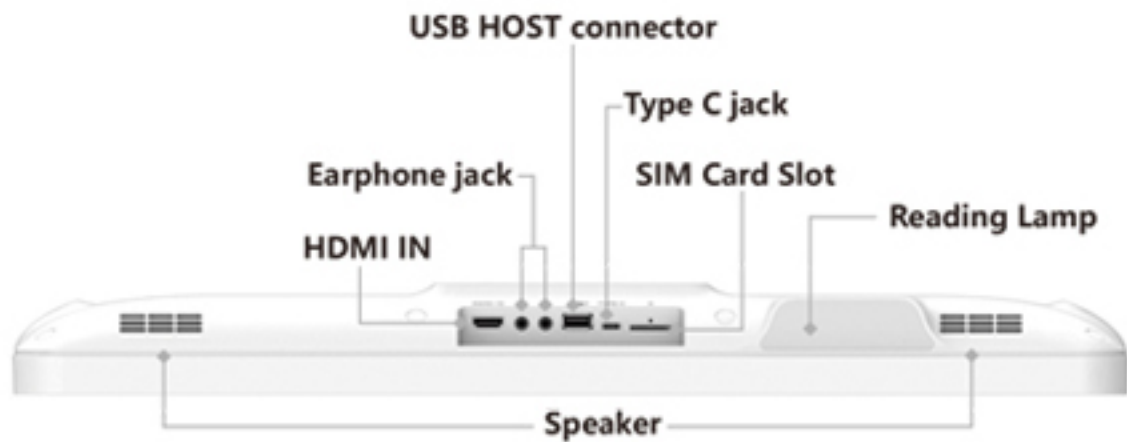 USB HOST connector
Type C jack
Earphone jack
SIM Card Slot
Reading Lamp
HDMI IN
Speaker